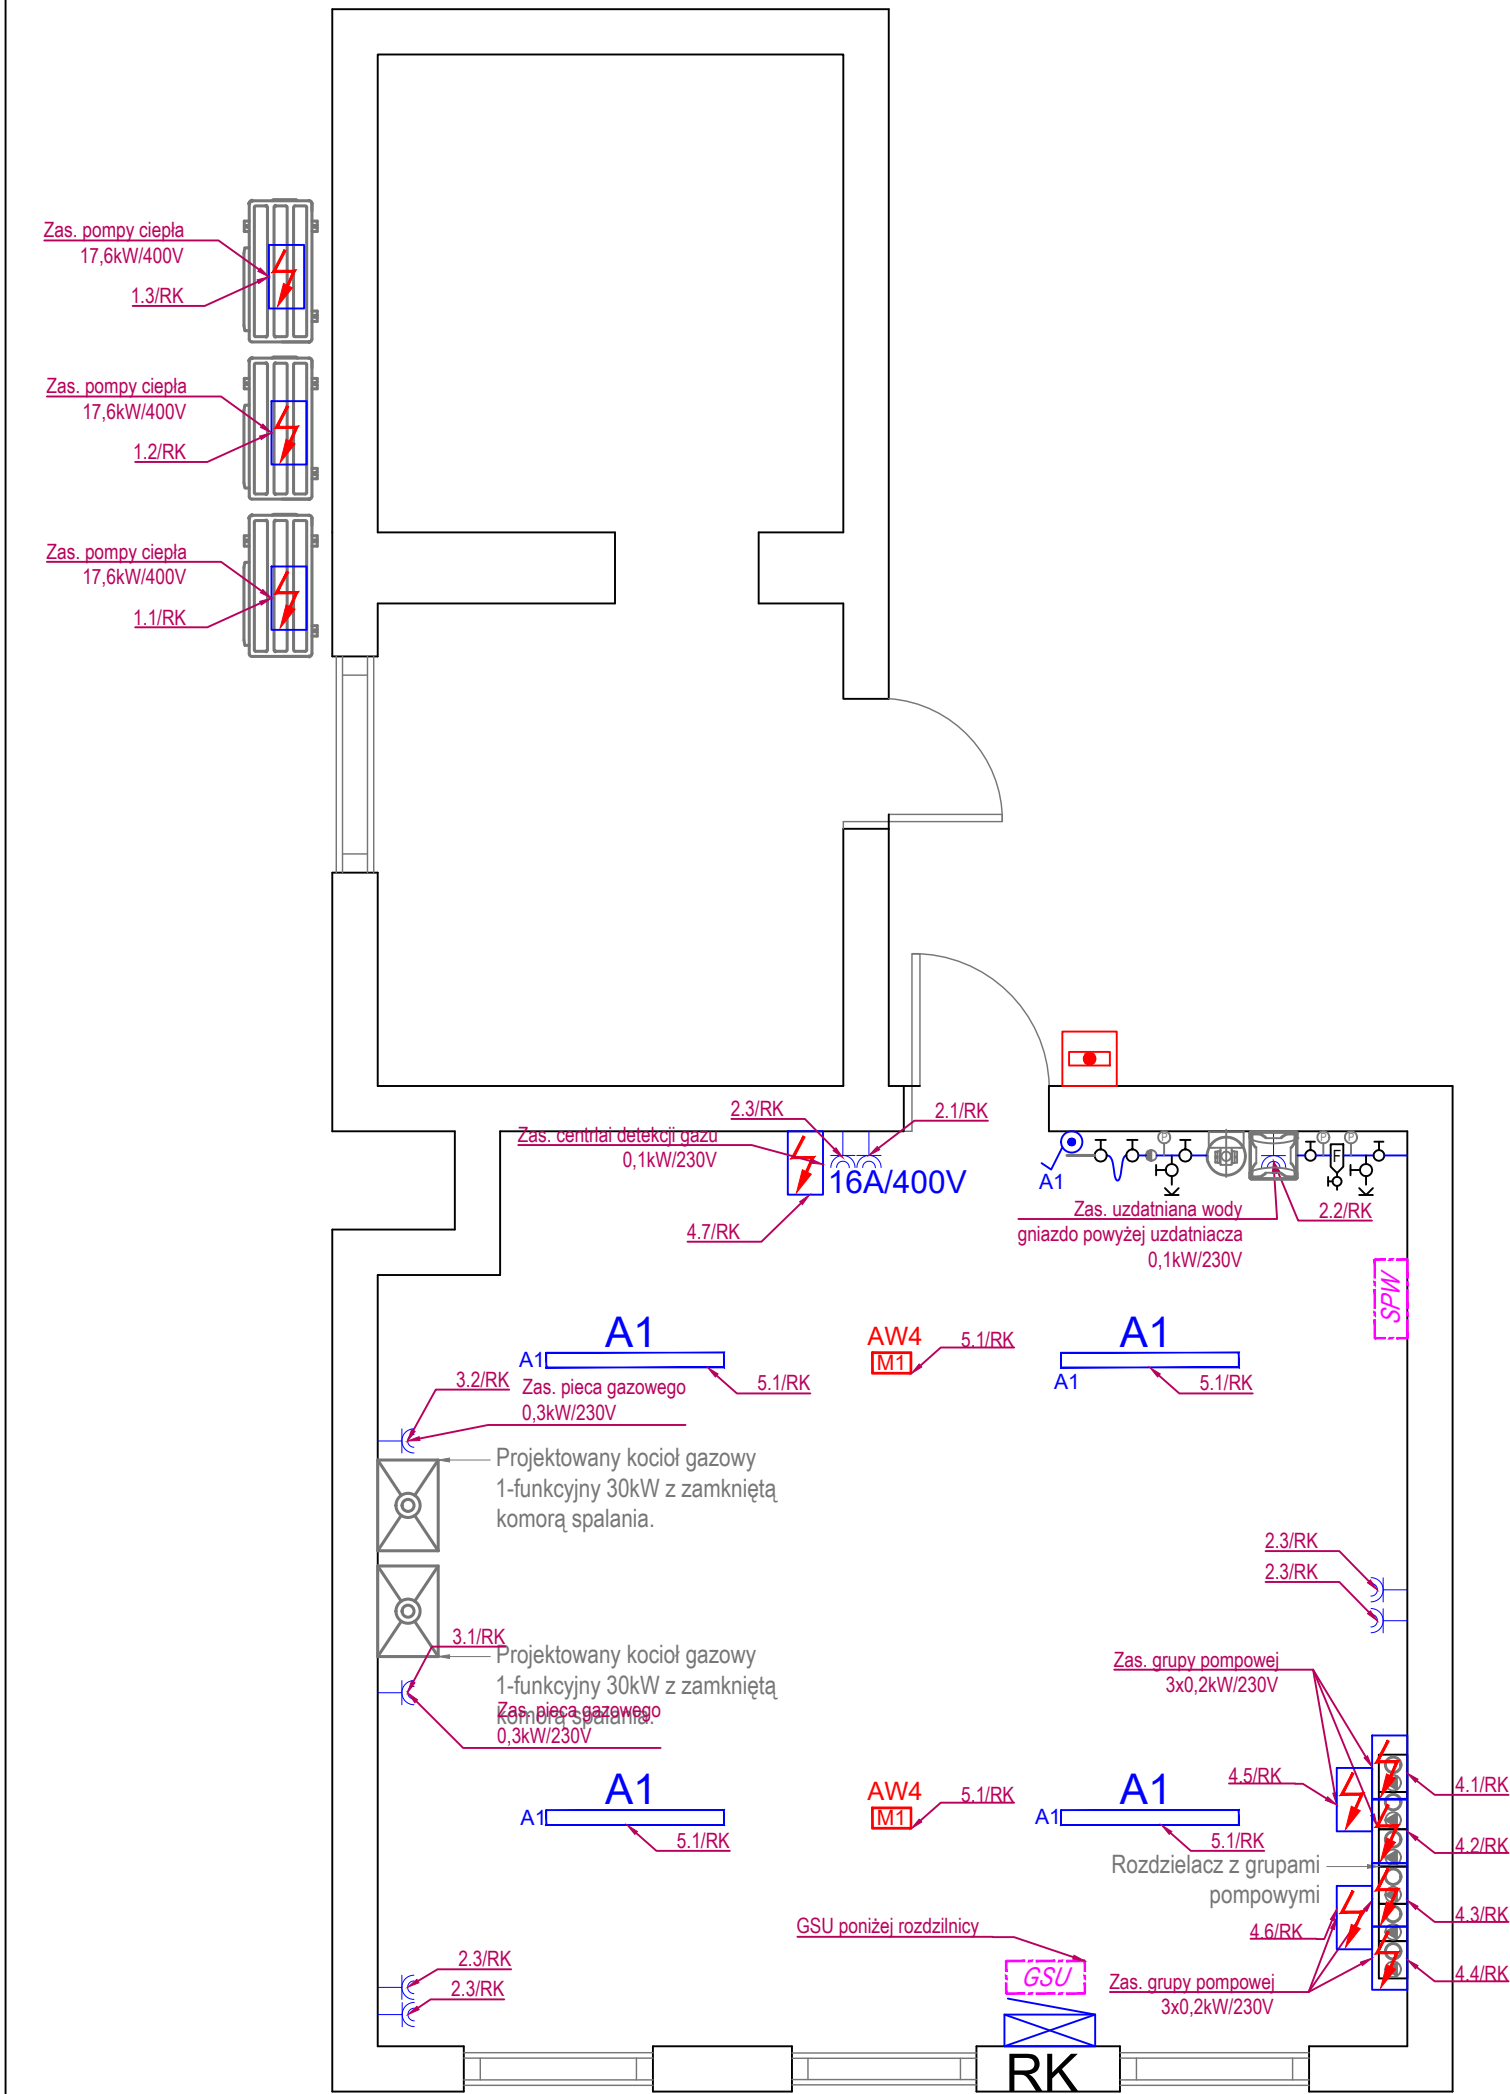 Zas. pompy ciepła
17,6kW/400V
1.3/RK
Zas. pompy ciepła
17,6kW/400V
1.2/RK
Zas. pompy ciepła
17,6kW/400V
1.1/RK
2.3/RK
2.1/RK
Zas. centrlai detekcji gazu
0,1kW/230V
16A/400V
4.7/RK
A1
P
P
P
F
Zas. uzdatniana wody
gniazdo powyżej uzdatniacza
0,1kW/230V
2.2/RK
SPW
A1
A1
5.1/RK
AW4
M1
5.1/RK
A1
A1
5.1/RK
3.2/RK
Zas. pieca gazowego
0,3kW/230V
Projektowany kocioł gazowy
1-funkcyjny 30kW z zamkniętą
komorą spalania.
2.3/RK
2.3/RK
3.1/RK
Projektowany kocioł gazowy
1-funkcyjny 30kW z zamkniętą
komorą spalania.
Zas. pieca gazowego
0,3kW/230V
Zas. grupy pompowej
3x0,2kW/230V
4.5/RK
4.1/RK
4.2/RK
A1
A1
5.1/RK
AW4
M1
5.1/RK
A1
A1
5.1/RK
Rozdzielacz z grupami
pompowymi
4.6/RK
4.3/RK
4.4/RK
GSU poniżej rozdzilnicy
GSU
Zas. grupy pompowej
3x0,2kW/230V
2.3/RK
2.3/RK
RK